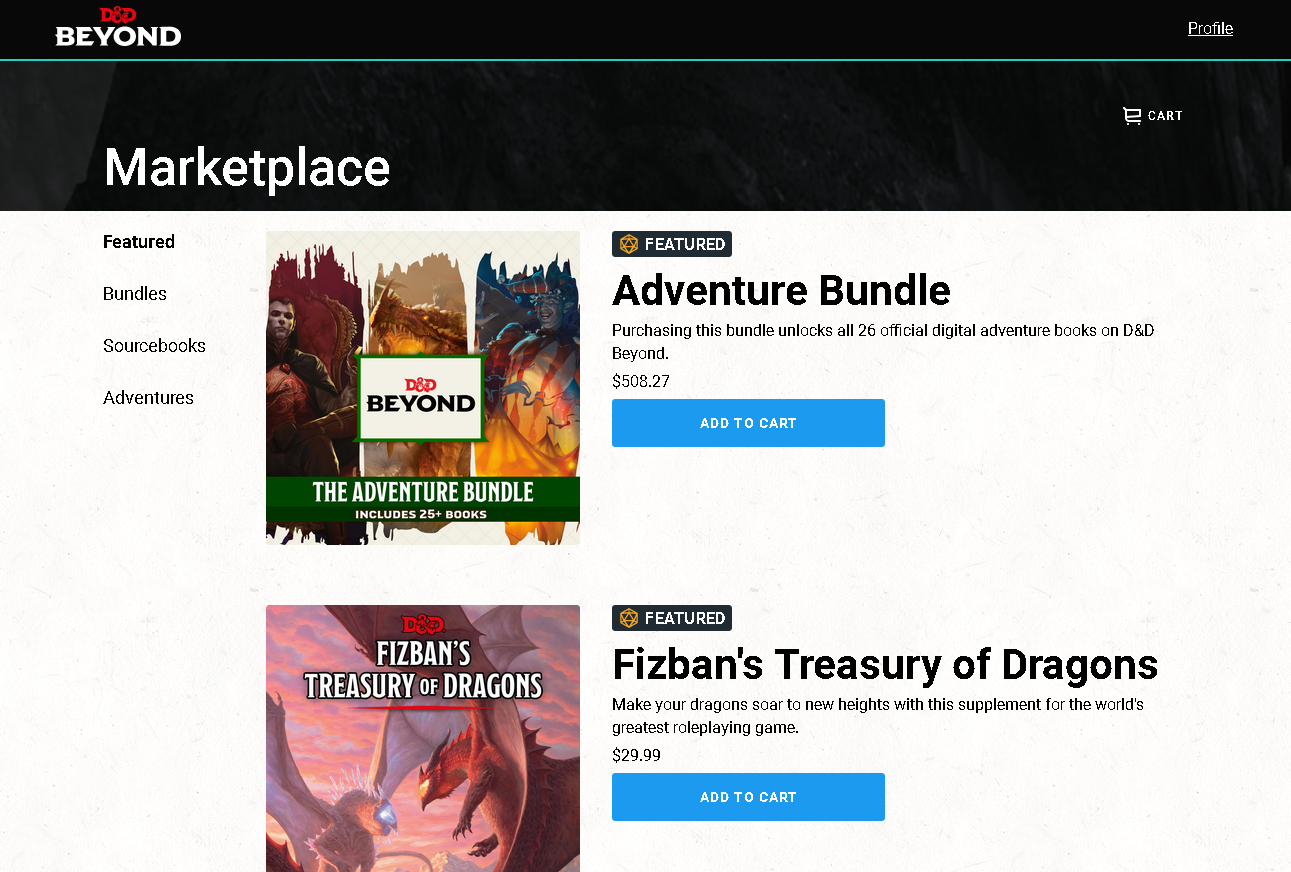 D&D
BEYOND
Profile
CART
Marketplace
Featured
Bundles
Sourcebooks
Adventures
D&D
BEYOND
THE ADVENTURE BUNDLE
INCLUDES 25+ BOOKS
FEATURED
Adventure Bundle
Purchasing this bundle unlocks all 26 official digital adventure books on D&D
Beyond.
$508.27
ADD TO CART
D&D
FIZBAN'S
TREASURY OF DRAGONS
FEATURED
Fizban's Treasury of Dragons
Make your dragons soar to new heights with this supplement for the world's
greatest roleplaying game.
$29.99
ADD TO CART